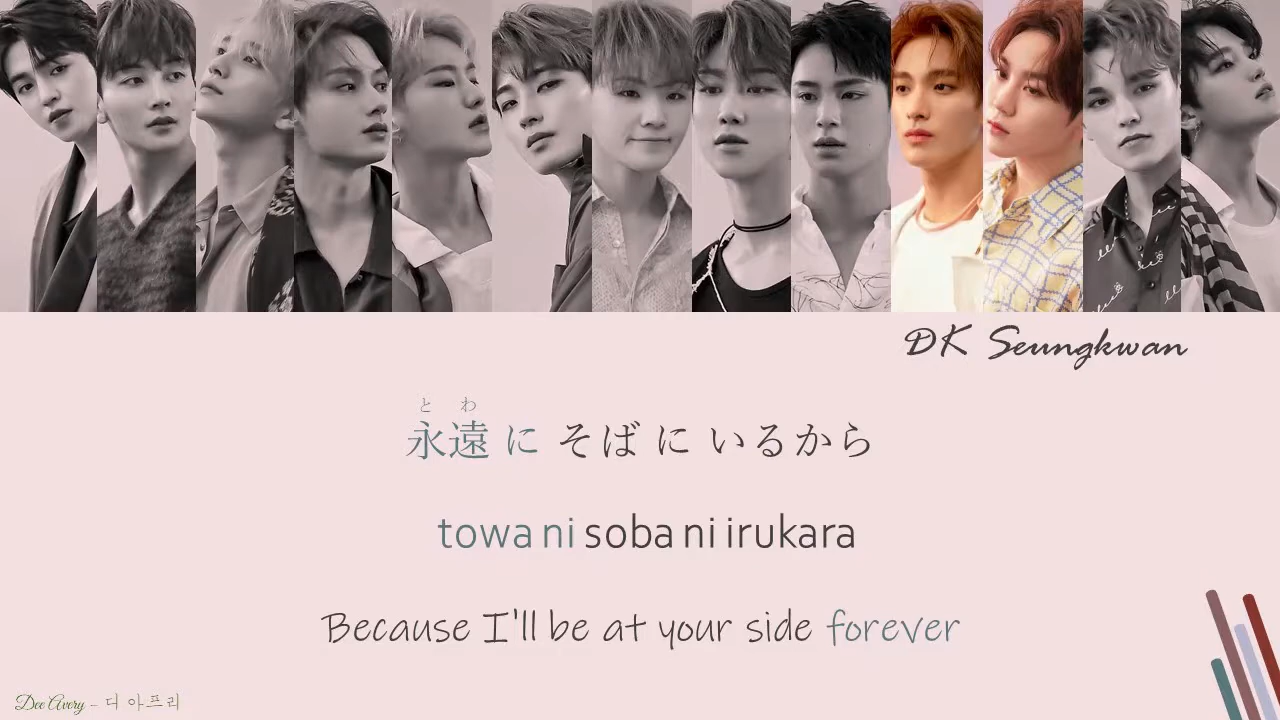 DK Seungkwan
とわ
永遠 に そば に いるから
towa ni soba ni irukara
Because I'll be at your side forever
Dee Avery – 디 아프리